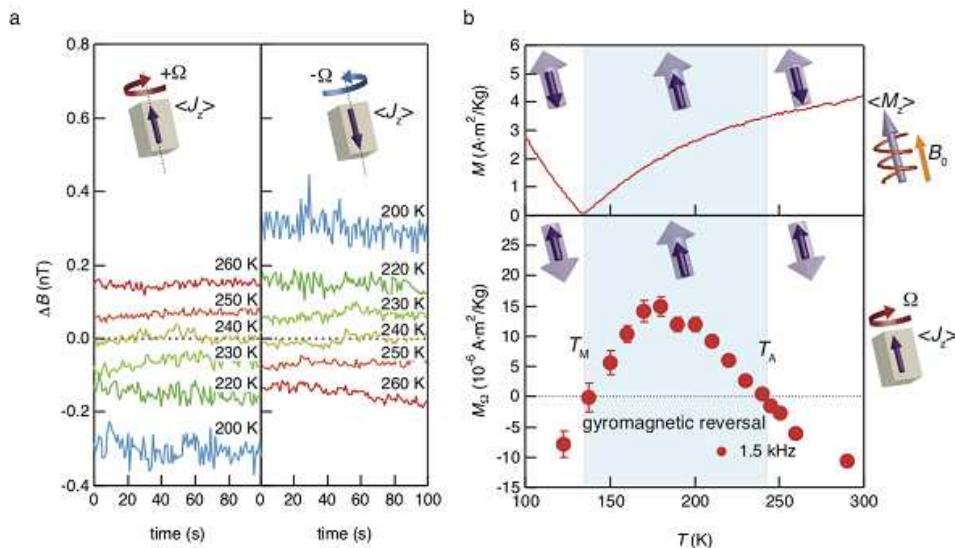 a
0.8
0.6
0.4
0.2
0.0
-0.2
-0.4
ΔB (nT)
+Ω
<Jz>
260 K
250 K
240 K
230 K
220 K
200 K
0 20 40 60 80
time (s)
-Ω
<Jz>
200 K
220 K
230 K
240 K
250 K
260 K
0 20 40 60 80 100
time (s)
b
6
5
4
3
2
1
0
M (A·m²/Kg)
<Mz>
B0
25
20
15
10
5
0
-5
-10
-15
MΩ (10⁻⁶ A·m²/Kg)
TM
TA
gyromagnetic reversal
1.5 kHz
Ω
<Jz>
100 150 200 250 300
T (K)